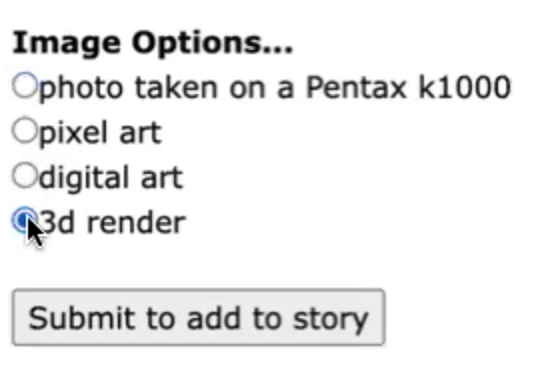 Image Options...
photo taken on a Pentax k1000
pixel art
digital art
3d render
Submit to add to story